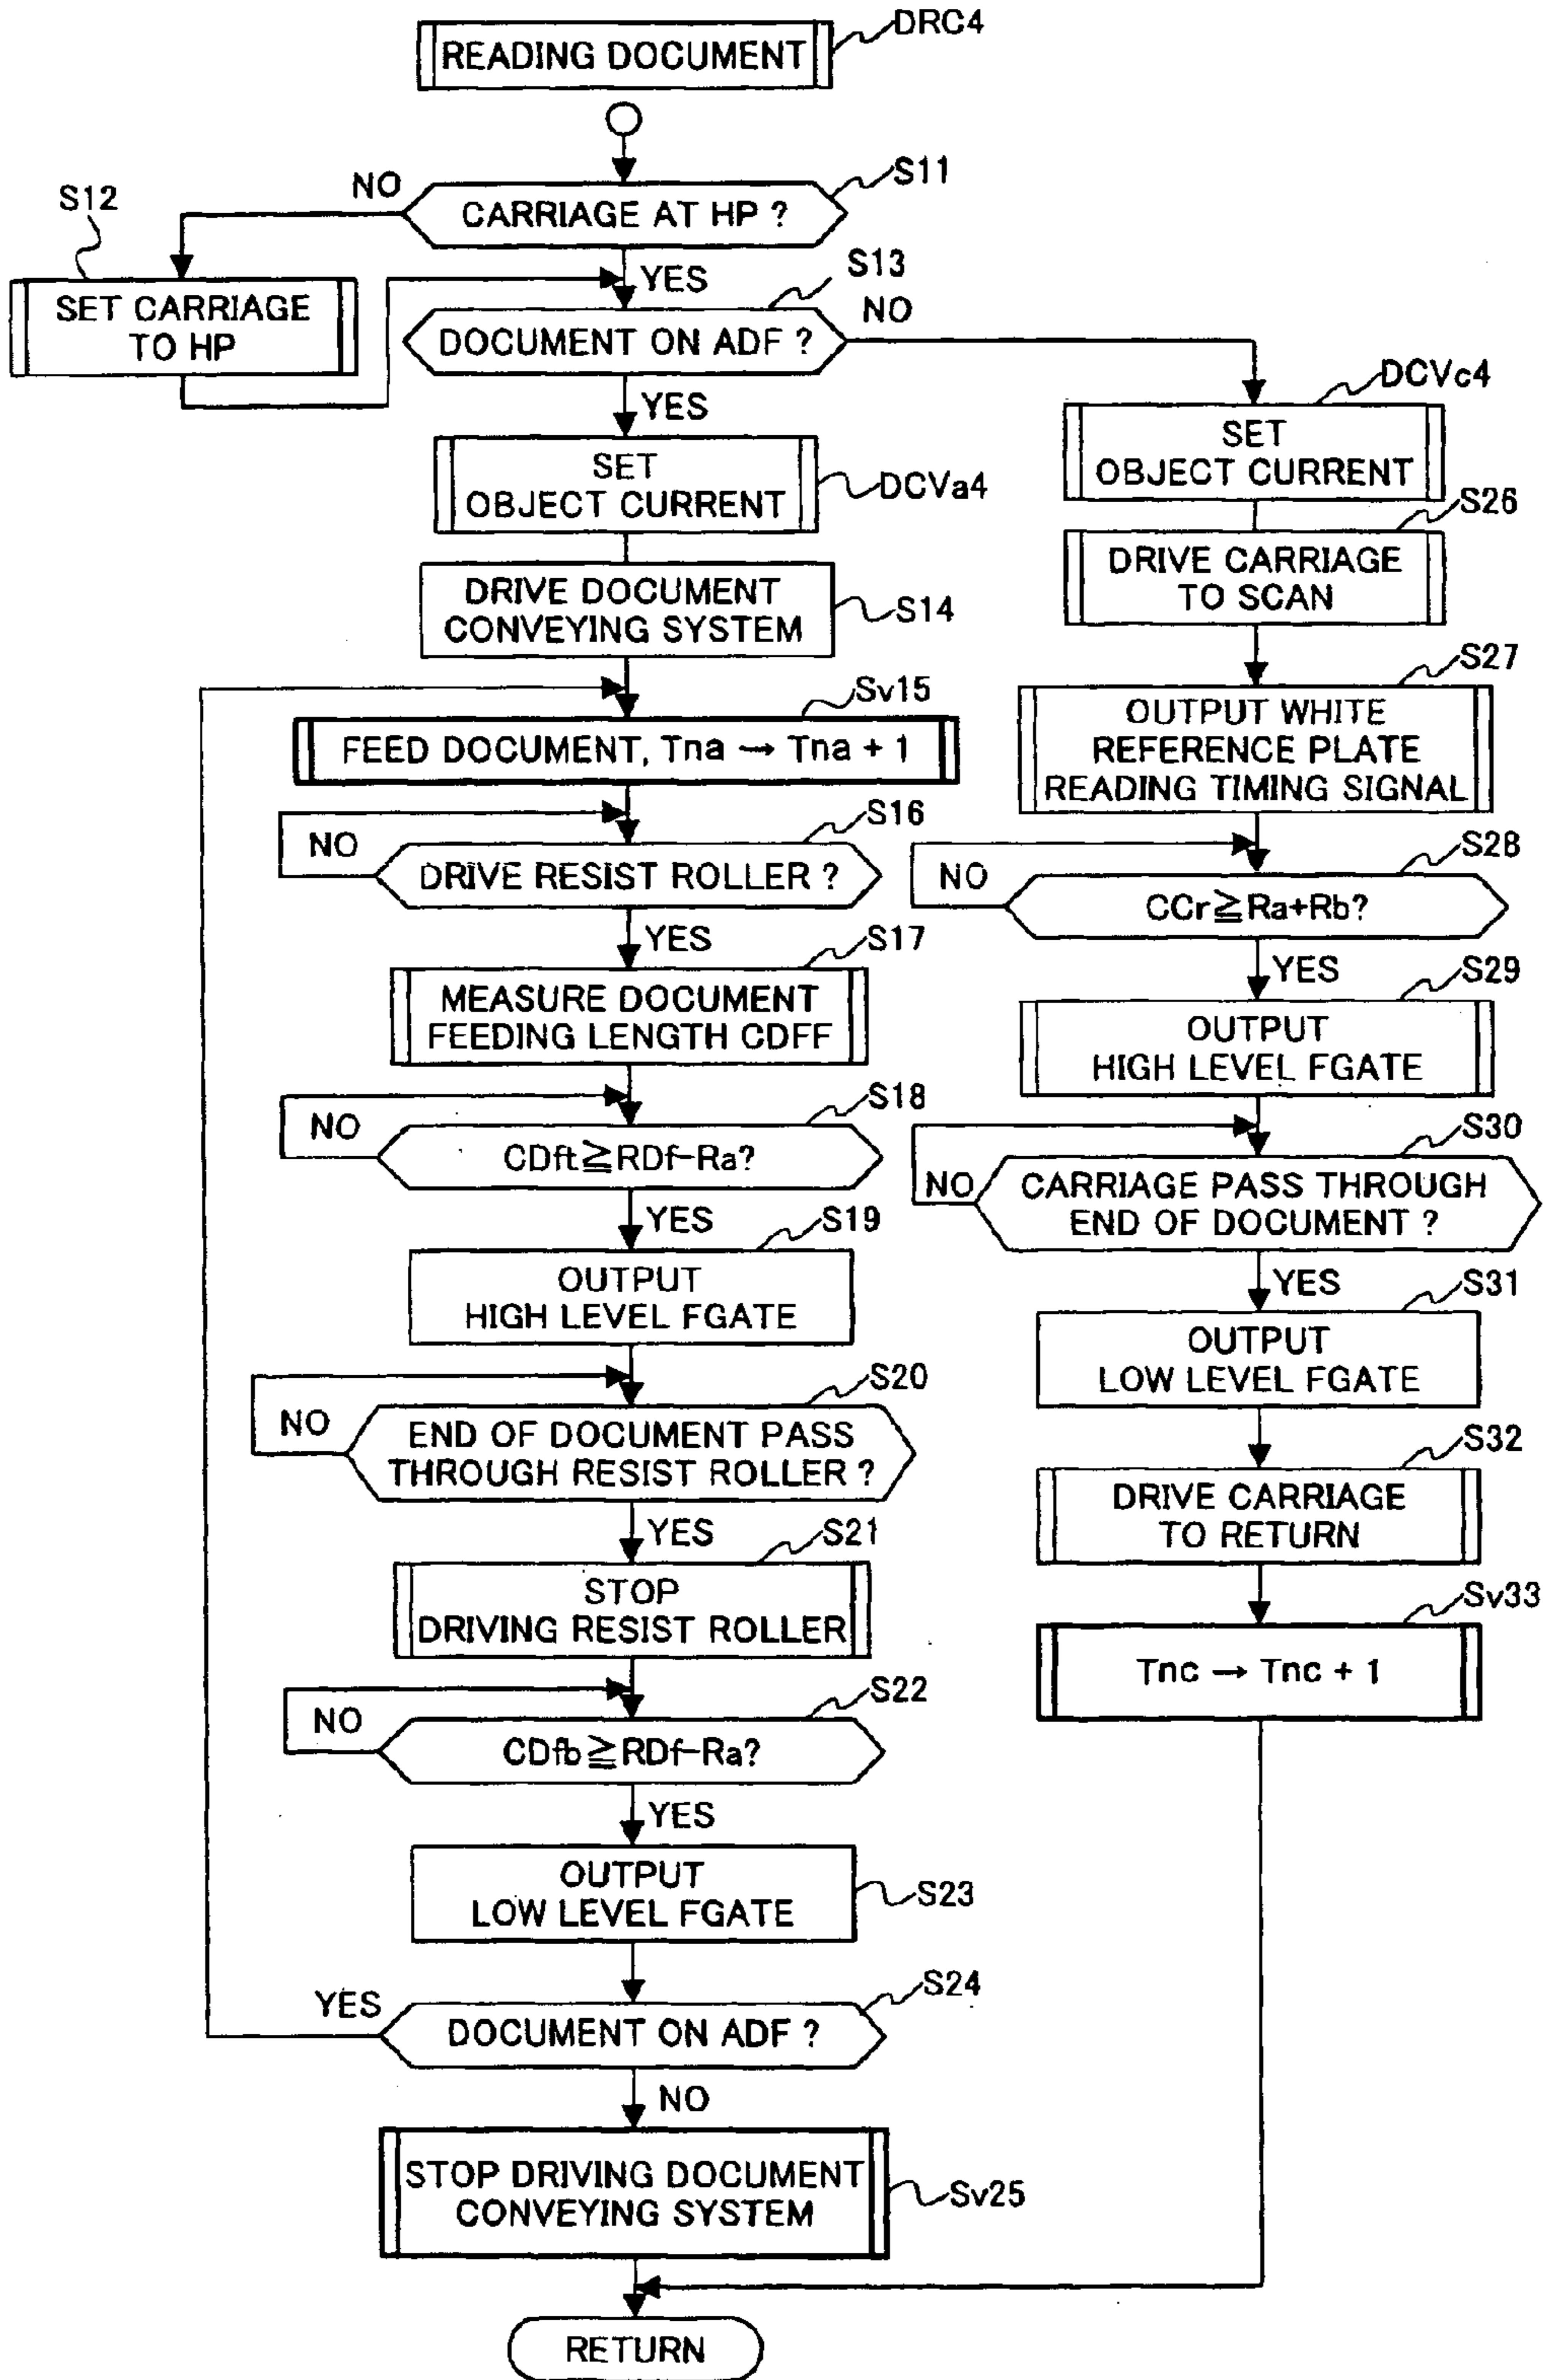 DRC4
READING DOCUMENT
S11
NO
CARRIAGE AT HP ?
S12
YES
S13
SET CARRIAGE
TO HP
NO
DOCUMENT ON ADF ?
YES
DCVc4
SET
OBJECT CURRENT
SET
OBJECT CURRENT
DCVa4
S26
DRIVE CARRIAGE
TO SCAN
DRIVE DOCUMENT
CONVEYING SYSTEM
S14
S27
Sv15
OUTPUT WHITE
REFERENCE PLATE
READING TIMING SIGNAL
FEED DOCUMENT, Tna → Tna + 1
S16
NO
DRIVE RESIST ROLLER ?
S28
NO
CCr≧Ra+Rb?
YES
S17
YES
S29
MEASURE DOCUMENT
FEEDING LENGTH CDFF
OUTPUT
HIGH LEVEL FGATE
S18
NO
CDft≧RDf-Ra?
S30
NO
CARRIAGE PASS THROUGH
END OF DOCUMENT ?
YES
S19
OUTPUT
HIGH LEVEL FGATE
YES
S31
OUTPUT
LOW LEVEL FGATE
S20
NO
END OF DOCUMENT PASS
THROUGH RESIST ROLLER ?
S32
DRIVE CARRIAGE
TO RETURN
YES
S21
STOP
DRIVING RESIST ROLLER
Sv33
Tnc → Tnc + 1
S22
NO
CDfb≧RDf-Ra?
YES
OUTPUT
LOW LEVEL FGATE
S23
S24
YES
DOCUMENT ON ADF ?
NO
STOP DRIVING DOCUMENT
CONVEYING SYSTEM
Sv25
RETURN